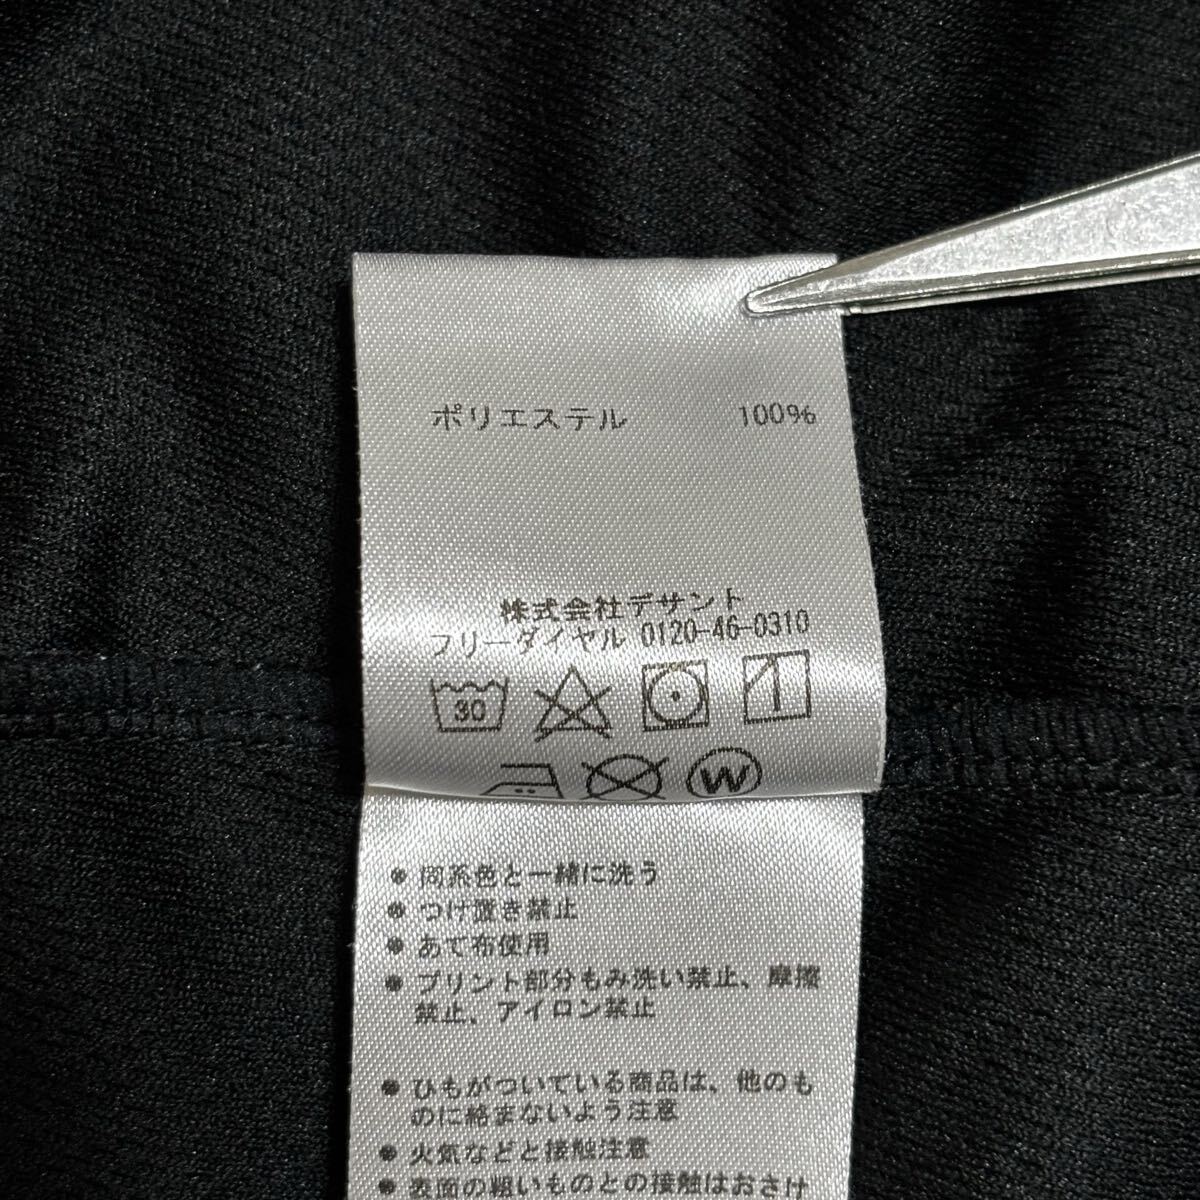 ポリエステル 100%
株式会社デサント
フリーダイヤル 0120-46-0310
30
W
● 同系色と一緒に洗う
● つけ置き禁止
● あて布使用
● プリント部分もみ洗い禁止、摩擦
禁止、アイロン禁止
● ひもがついている商品は、他のも
のに絡まないよう注意
● 火気などと接触注意
● 表面の粗いものとの接触はおさけ